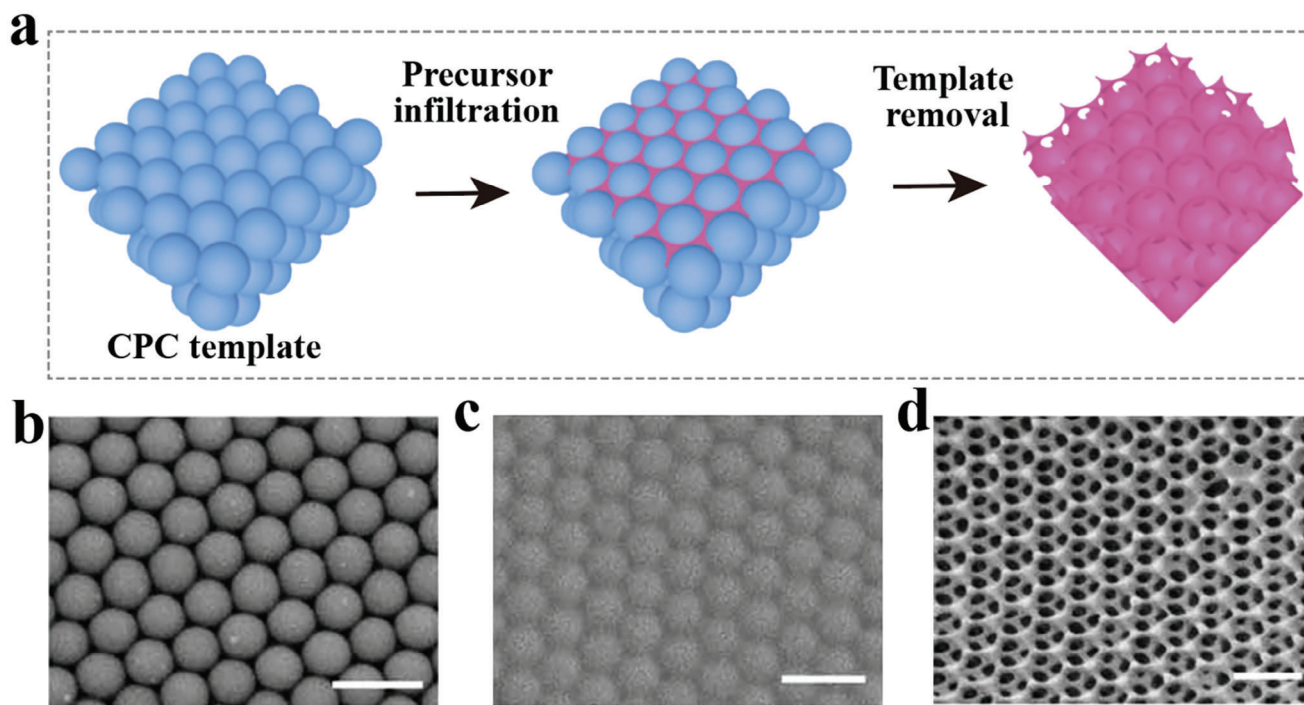 a
Precursor
infiltration
Template
removal
CPC template
b
c
d